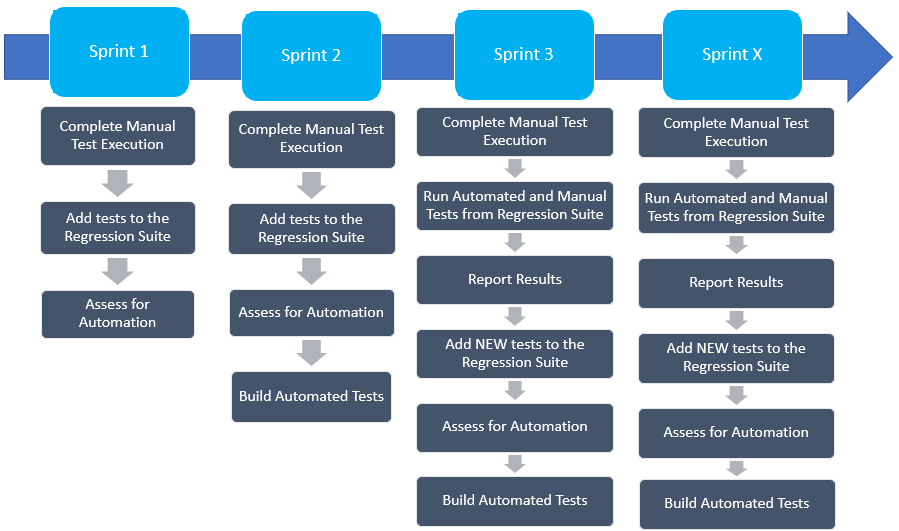 Sprint 1
Sprint 2
Sprint 3
Sprint X
Complete Manual
Test Execution
Add tests to the
Regression Suite
Assess for
Automation
Complete Manual Test
Execution
Add tests to the
Regression Suite
Assess for Automation
Build Automated Tests
Complete Manual Test
Execution
Run Automated and Manual
Tests from Regression Suite
Report Results
Add NEW tests to the
Regression Suite
Assess for Automation
Build Automated Tests
Complete Manual Test
Execution
Run Automated and Manual
Tests from Regression Suite
Report Results
Add NEW tests to the
Regression Suite
Assess for Automation
Build Automated Tests